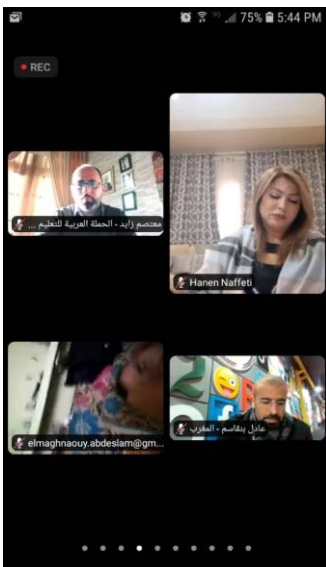 75% 5:44 PM
REC
معتصم زايد - الحملة العربية للتعليم ...
Hanen Naffeti
elmaghnaouy.abdeslam@gm...
عادل بنقاسم - المغرب